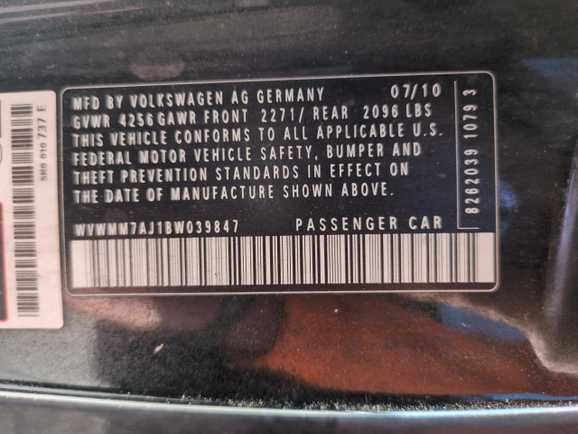 MFD BY VOLKSWAGEN AG GERMANY 07/10
GVWR 4256 GAWR FRONT 2271/ REAR 2096 LBS
THIS VEHICLE CONFORMS TO ALL APPLICABLE U.S.
FEDERAL MOTOR VEHICLE SAFETY, BUMPER AND
THEFT PREVENTION STANDARDS IN EFFECT ON
THE DATE OF MANUFACTURE SHOWN ABOVE.
WVWMM7AJ1BW039847 PASSENGER CAR
8262039 1079 3
737 E